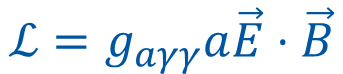 ℒ = g_{aγγ} a E⃗ · B⃗